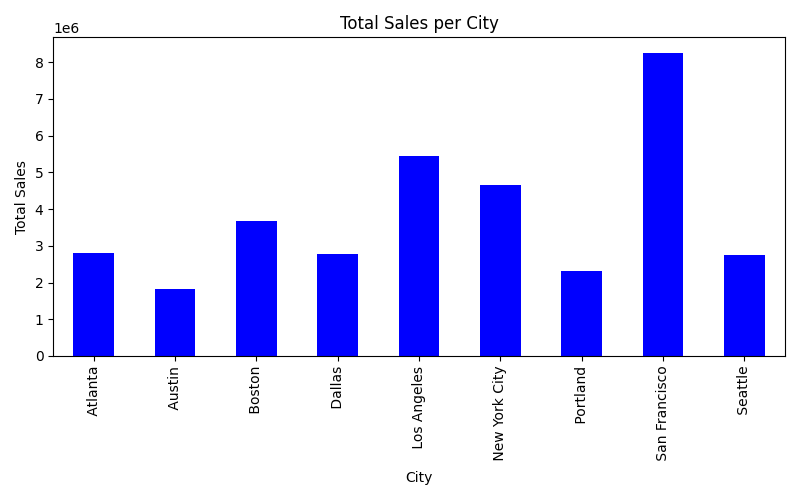 Total Sales per City
1e6
8
7
6
5
4
3
2
1
0
Total Sales
Atlanta
Austin
Boston
Dallas
Los Angeles
New York City
Portland
San Francisco
Seattle
City